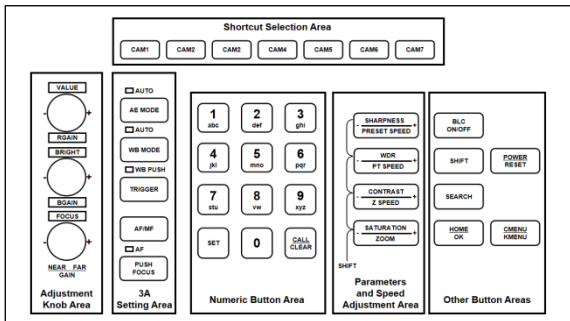 Shortcut Selection Area
CAM1 CAM2 CAM2 CAM4 CAM5 CAM6 CAM7
VALUE
- +
RGAIN
BRIGHT
- +
BGAIN
FOCUS
- +
NEAR FAR
GAIN
Adjustment
Knob Area
AUTO
AE MODE
AUTO
WB MODE
WB PUSH
TRIGGER
AF/MF
AF
PUSH
FOCUS
3A
Setting Area
1 2 3
abc def ghi
4 5 6
jkl mno pqr
7 8 9
stu vw xyz
SET 0 CALL
CLEAR
Numeric Button Area
SHARPNESS
- +
PRESET SPEED
WDR
- +
PT SPEED
CONTRAST
- +
Z SPEED
SATURATION
- +
ZOOM
SHIFT
Parameters
and Speed
Adjustment Area
BLC
ON/OFF
SHIFT POWER
RESET
SEARCH
HOME CMENU
OK KMENU
Other Button Areas